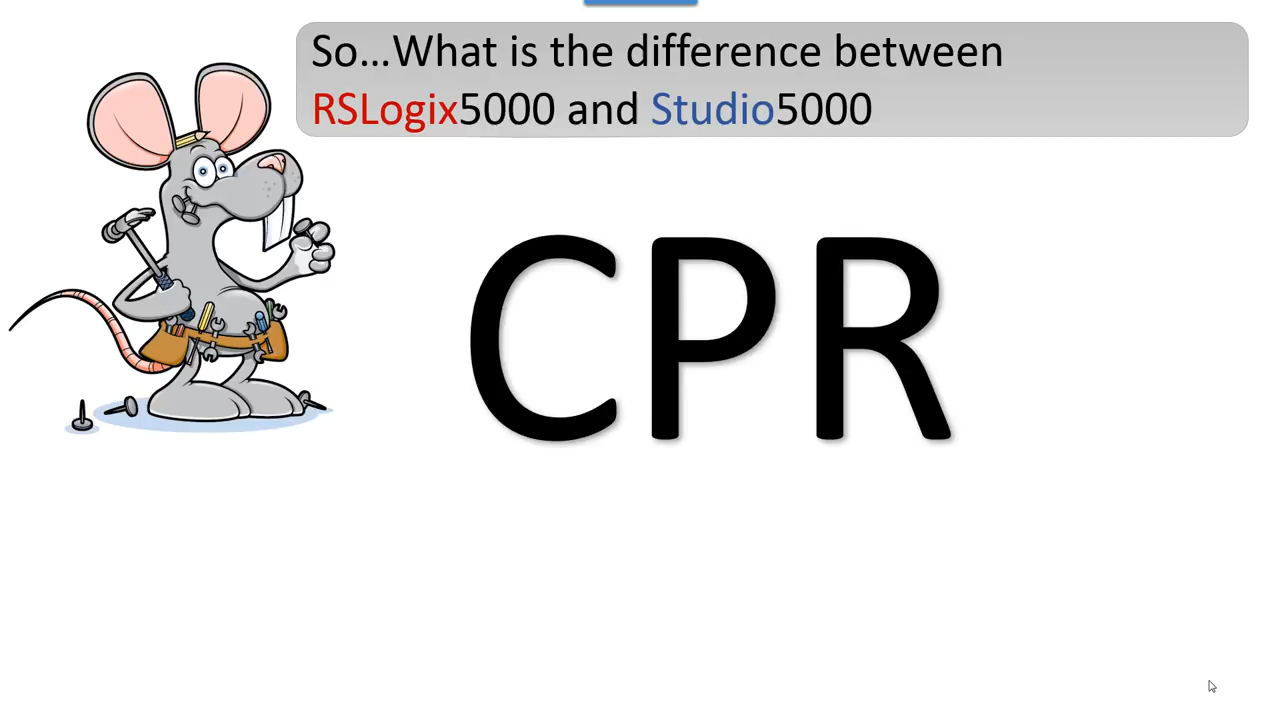 So...What is the difference between
RSLogix5000 and Studio5000
CPR